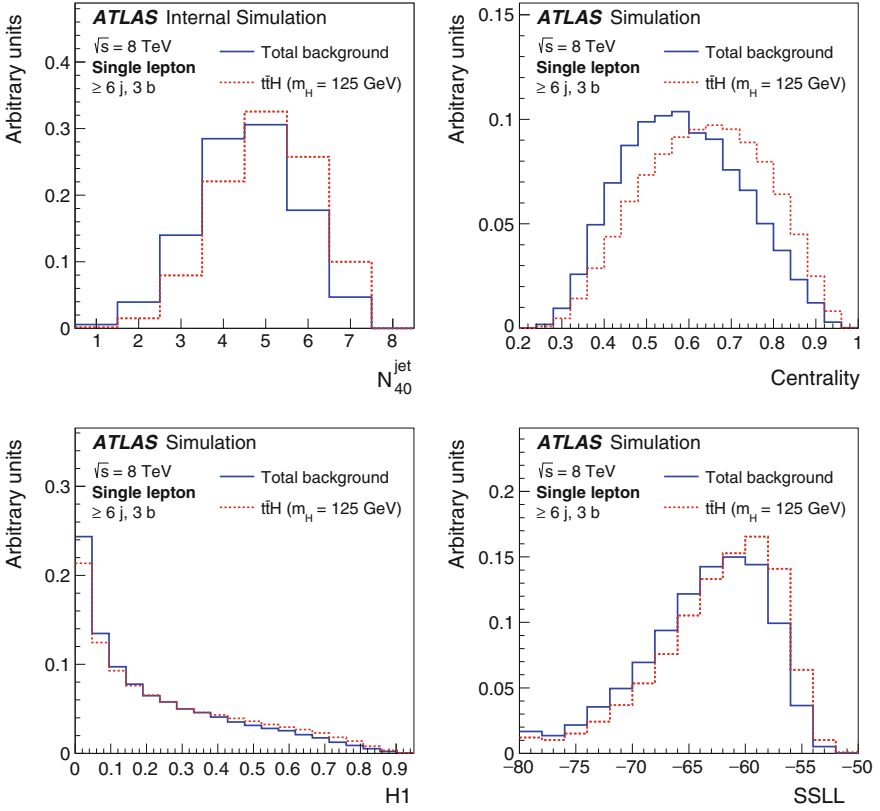 ATLAS Internal Simulation
√s = 8 TeV
Single lepton
≥ 6 j, 3 b
Total background
tt̄H (m_H = 125 GeV)
Arbitrary units
0.4
0.3
0.2
0.1
0
1 2 3 4 5 6 7 8
N_40^jet
ATLAS Simulation
√s = 8 TeV
Single lepton
≥ 6 j, 3 b
Total background
tt̄H (m_H = 125 GeV)
Arbitrary units
0.15
0.1
0.05
0
0.2 0.3 0.4 0.5 0.6 0.7 0.8 0.9 1
Centrality
ATLAS Simulation
√s = 8 TeV
Single lepton
≥ 6 j, 3 b
Total background
tt̄H (m_H = 125 GeV)
Arbitrary units
0.3
0.2
0.1
0
0 0.1 0.2 0.3 0.4 0.5 0.6 0.7 0.8 0.9
H1
ATLAS Simulation
√s = 8 TeV
Single lepton
≥ 6 j, 3 b
Total background
tt̄H (m_H = 125 GeV)
Arbitrary units
0.2
0.15
0.1
0.05
0
−80 −75 −70 −65 −60 −55 −50
SSLL